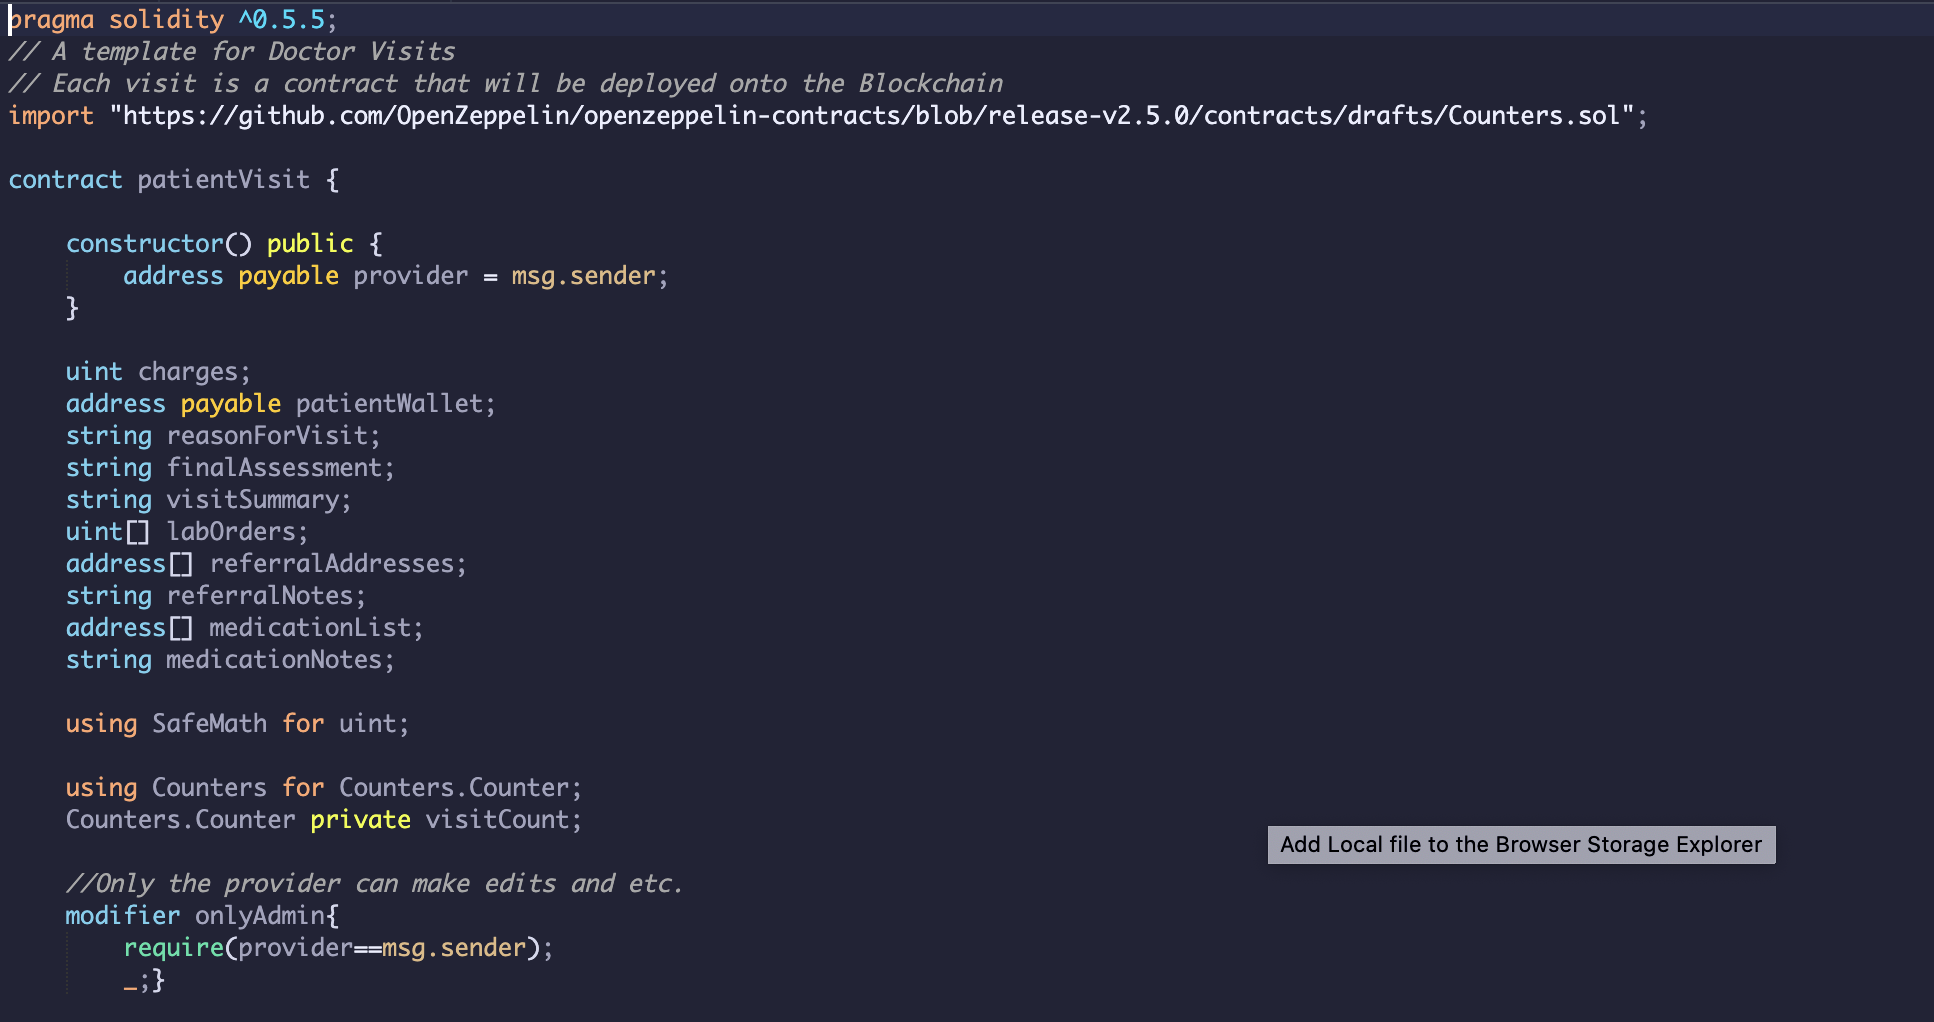 pragma solidity ^0.5.5;
// A template for Doctor Visits
// Each visit is a contract that will be deployed onto the Blockchain
import "https://github.com/OpenZeppelin/openzeppelin-contracts/blob/release-v2.5.0/contracts/drafts/Counters.sol";
contract patientVisit {
constructor() public {
address payable provider = msg.sender;
}
uint charges;
address payable patientWallet;
string reasonForVisit;
string finalAssessment;
string visitSummary;
uint[] labOrders;
address[] referralAddresses;
string referralNotes;
address[] medicationList;
string medicationNotes;
using SafeMath for uint;
using Counters for Counters.Counter;
Counters.Counter private visitCount;
Add Local file to the Browser Storage Explorer
//Only the provider can make edits and etc.
modifier onlyAdmin{
require(provider==msg.sender);
_;}